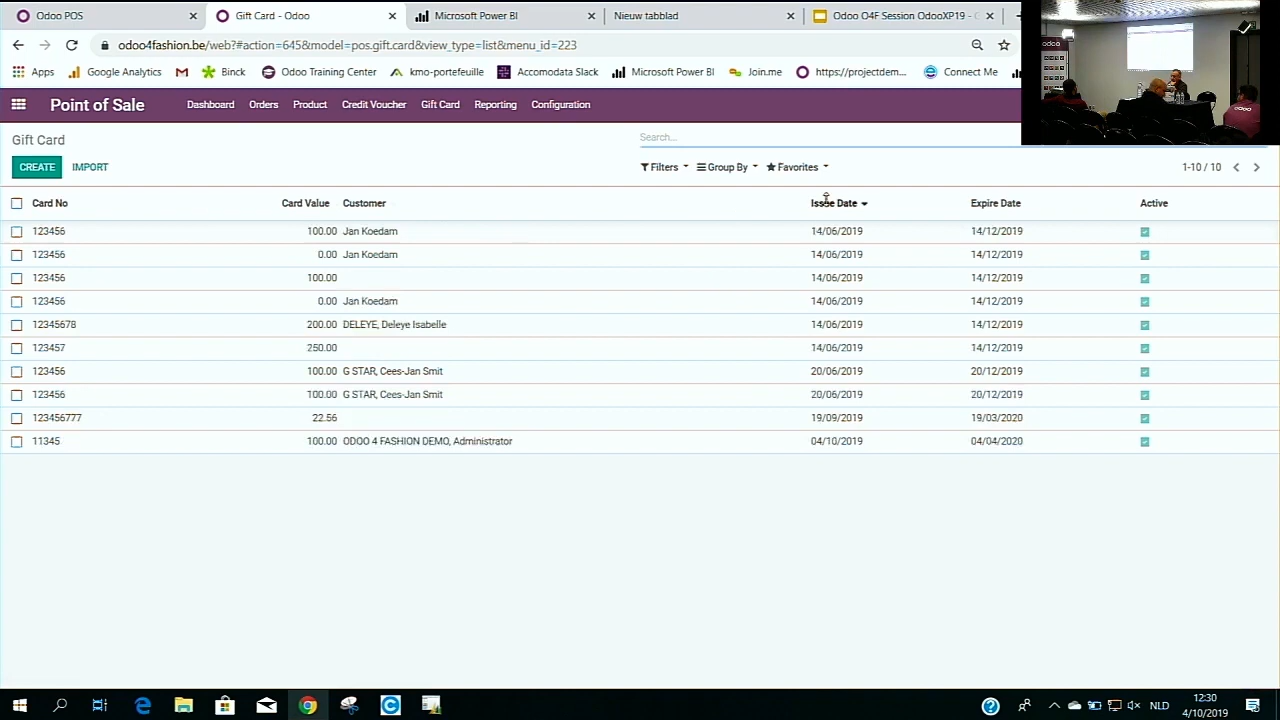 Odoo POS
Gift Card - Odoo
Microsoft Power BI
Nieuw tabblad
Odoo O4F Session OdooXP19 - C
odoo4fashion.be/web?#action=645&model=pos.gift.card&view_type=list&menu_id=223
Apps Google Analytics Binck Odoo Training Center kmo-portefeuille Accomodata Slack Microsoft Power BI Join.me https://projectdem... Connect Me
Point of Sale Dashboard Orders Product Credit Voucher Gift Card Reporting Configuration
odoo
odoo
Gift Card
Search...
CREATE IMPORT Filters Group By Favorites 1-10 / 10
Card No Card Value Customer Issue Date Expire Date Active
123456 100.00 Jan Koedam 14/06/2019 14/12/2019
123456 0.00 Jan Koedam 14/06/2019 14/12/2019
123456 100.00 14/06/2019 14/12/2019
123456 0.00 Jan Koedam 14/06/2019 14/12/2019
12345678 200.00 DELEYE, Deleye Isabelle 14/06/2019 14/12/2019
123457 250.00 14/06/2019 14/12/2019
123456 100.00 G STAR, Cees-Jan Smit 20/06/2019 20/12/2019
123456 100.00 G STAR, Cees-Jan Smit 20/06/2019 20/12/2019
123456777 22.56 19/09/2019 19/03/2020
11345 100.00 ODOO 4 FASHION DEMO, Administrator 04/10/2019 04/04/2020
NLD
12:30
4/10/2019